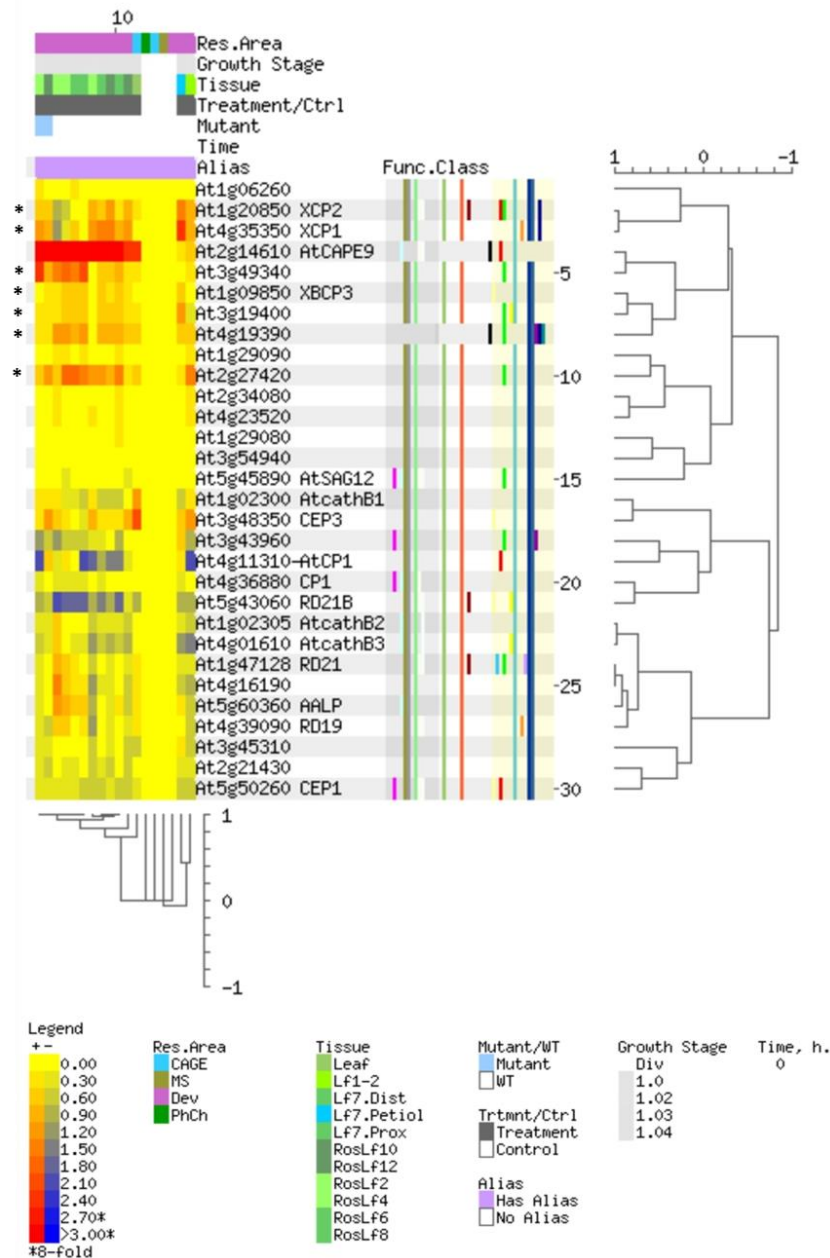 10
Res.Area
Growth Stage
Tissue
Treatment/Ctrl
Mutant
Time
Alias Func.Class 1 0 -1
At1g06260
* At1g20850 XCP2
* At4g35350 XCP1
At2g14610 AtCAPE9
* At3g49340 -5
* At1g09850 XBCP3
* At3g19400
* At4g19390
At1g29090
* At2g27420 -10
At2g34080
At4g23520
At1g29080
At3g54940
At5g45890 AtSAG12 -15
At1g02300 AtcathB1
At3g48350 CEP3
At3g43960
At4g11310-AtCP1
At4g36880 CP1 -20
At5g43060 RD21B
At1g02305 AtcathB2
At4g01610 AtcathB3
At1g47128 RD21
At4g16190 -25
At5g60360 AALP
At4g39090 RD19
At3g45310
At2g21430
At5g50260 CEP1 -30
1
0
-1
Legend
+ -
0.00
0.30
0.60
0.90
1.20
1.50
1.80
2.10
2.40
2.70*
>3.00*
*8-fold
Res.Area
CAGE
MS
Dev
PhCh
Tissue
Leaf
Lf1-2
Lf7.Dist
Lf7.Petiol
Lf7.Prox
RosLf10
RosLf12
RosLf2
RosLf4
RosLf6
RosLf8
Mutant/WT
Mutant
WT
Trtmnt/Ctrl
Treatment
Control
Alias
Has Alias
No Alias
Growth Stage
Div
1.0
1.02
1.03
1.04
Time, h.
0